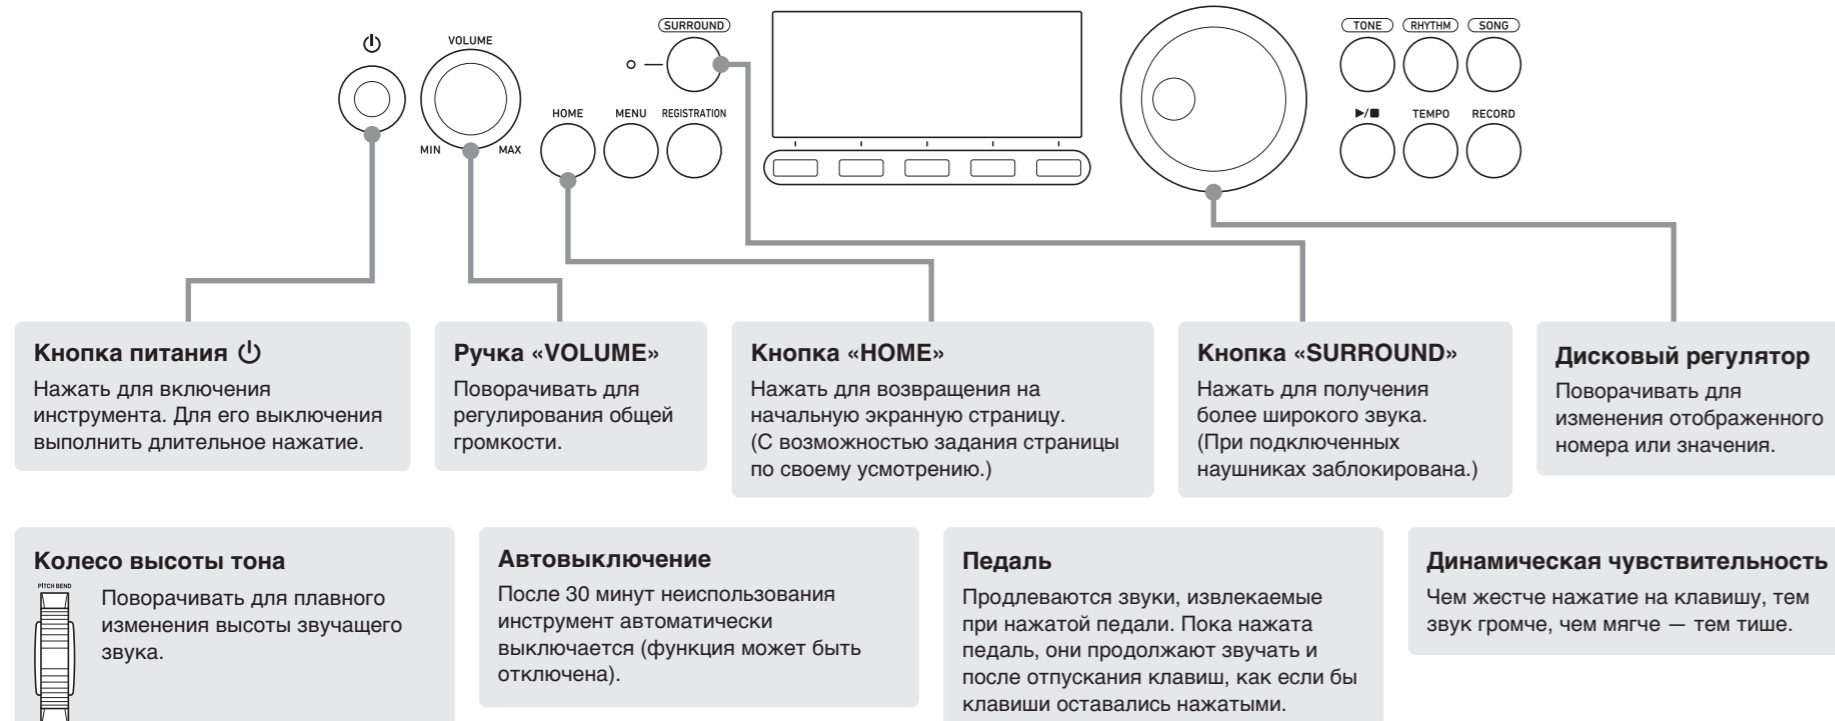 SURROUND
TONE RHYTHM SONG
VOLUME
HOME MENU REGISTRATION
▶/■ TEMPO RECORD
MIN MAX
Кнопка питания ⏻
Нажать для включения
инструмента. Для его выключения
выполнить длительное нажатие.
Ручка «VOLUME»
Поворачивать для
регулирования общей
громкости.
Кнопка «HOME»
Нажать для возвращения на
начальную экранную страницу.
(С возможностью задания страницы
по своему усмотрению.)
Кнопка «SURROUND»
Нажать для получения
более широкого звука.
(При подключенных
наушниках заблокирована.)
Дисковый регулятор
Поворачивать для
изменения отображенного
номера или значения.
Колесо высоты тона
PITCH BEND
Поворачивать для плавного
изменения высоты звучащего
звука.
Автовыключение
После 30 минут неиспользования
инструмент автоматически
выключается (функция может быть
отключена).
Педаль
Продлеваются звуки, извлекаемые
при нажатой педали. Пока нажата
педаль, они продолжают звучать и
после отпускания клавиш, как если бы
клавиши оставались нажатыми.
Динамическая чувствительность
Чем жестче нажатие на клавишу, тем
звук громче, чем мягче — тем тише.